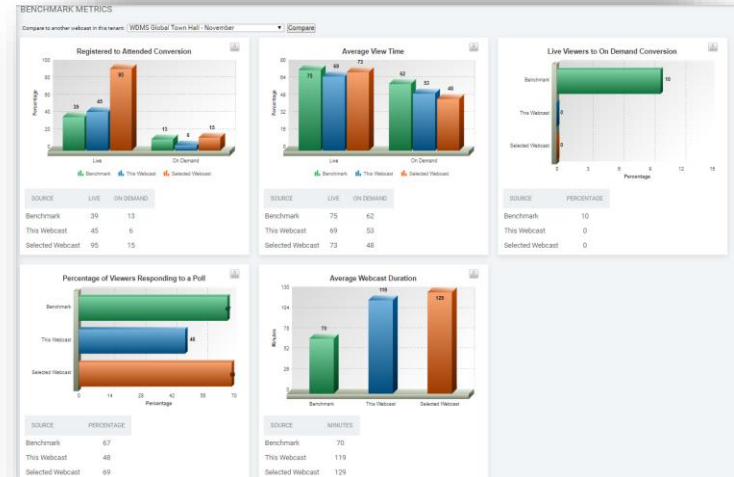 BENCHMARK METRICS
Compare to another webcast in this tenant: WDMS Global Town Hall - November Compare
Registered to Attended Conversion
Percentage
100
80
60
40
20
0
39 45 95
13 6 15
Live On Demand
Benchmark This Webcast Selected Webcast
SOURCE LIVE ON DEMAND
Benchmark 39 13
This Webcast 45 6
Selected Webcast 95 15
Average View Time
Percentage
80
64
48
32
16
0
75 69 73
62 53 48
Live On Demand
Benchmark This Webcast Selected Webcast
SOURCE LIVE ON DEMAND
Benchmark 75 62
This Webcast 69 53
Selected Webcast 73 48
Live Viewers to On Demand Conversion
Benchmark 10
This Webcast 0
Selected Webcast 0
0 3 6 9 12 15
Percentage
SOURCE PERCENTAGE
Benchmark 10
This Webcast 0
Selected Webcast 0
Percentage of Viewers Responding to a Poll
Benchmark
This Webcast 48
Selected Webcast
0 14 28 42 56 70
Percentage
SOURCE PERCENTAGE
Benchmark 67
This Webcast 48
Selected Webcast 69
Average Webcast Duration
Minutes
130
104
78
52
26
0
70 119 129
Benchmark This Webcast Selected Webcast
SOURCE MINUTES
Benchmark 70
This Webcast 119
Selected Webcast 129